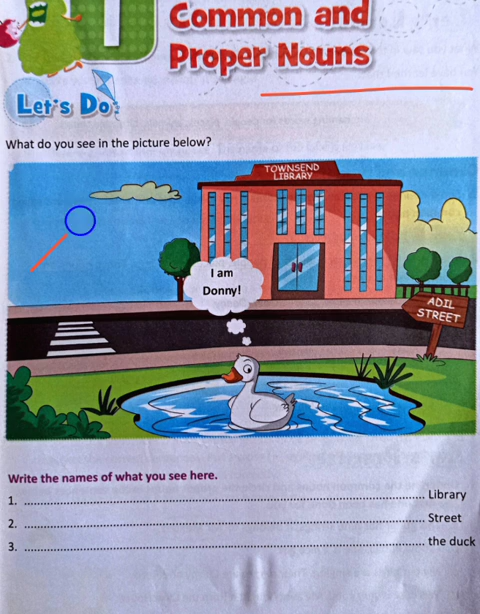 1
Common and
Proper Nouns
Let's Do
What do you see in the picture below?
TOWNSEND
LIBRARY
I am
Donny!
ADIL
STREET
Write the names of what you see here.
1. ........................................ Library
2. ........................................ Street
3. ........................................ the duck